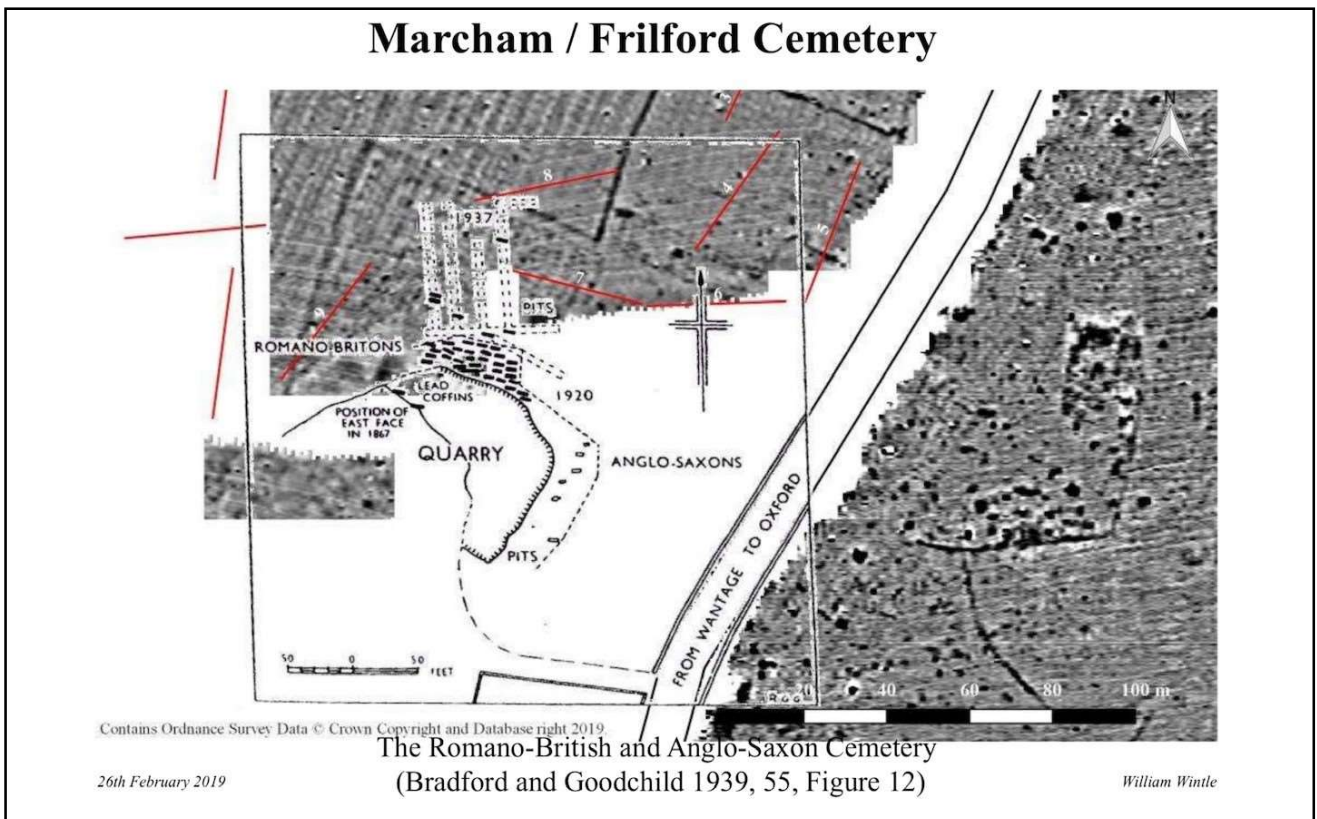 Marcham / Frilford Cemetery
N
8
4
1937
5
7
6
PITS
9
ROMANO-BRITONS
LEAD
COFFINS
1920
POSITION OF
EAST FACE
IN 1867
QUARRY
ANGLO-SAXONS
PITS
FROM WANTAGE TO OXFORD
50 0 50
FEET
20 40 60 80 100 m
Contains Ordnance Survey Data © Crown Copyright and Database right 2019.
The Romano-British and Anglo-Saxon Cemetery
(Bradford and Goodchild 1939, 55, Figure 12)
26th February 2019
William Wintle